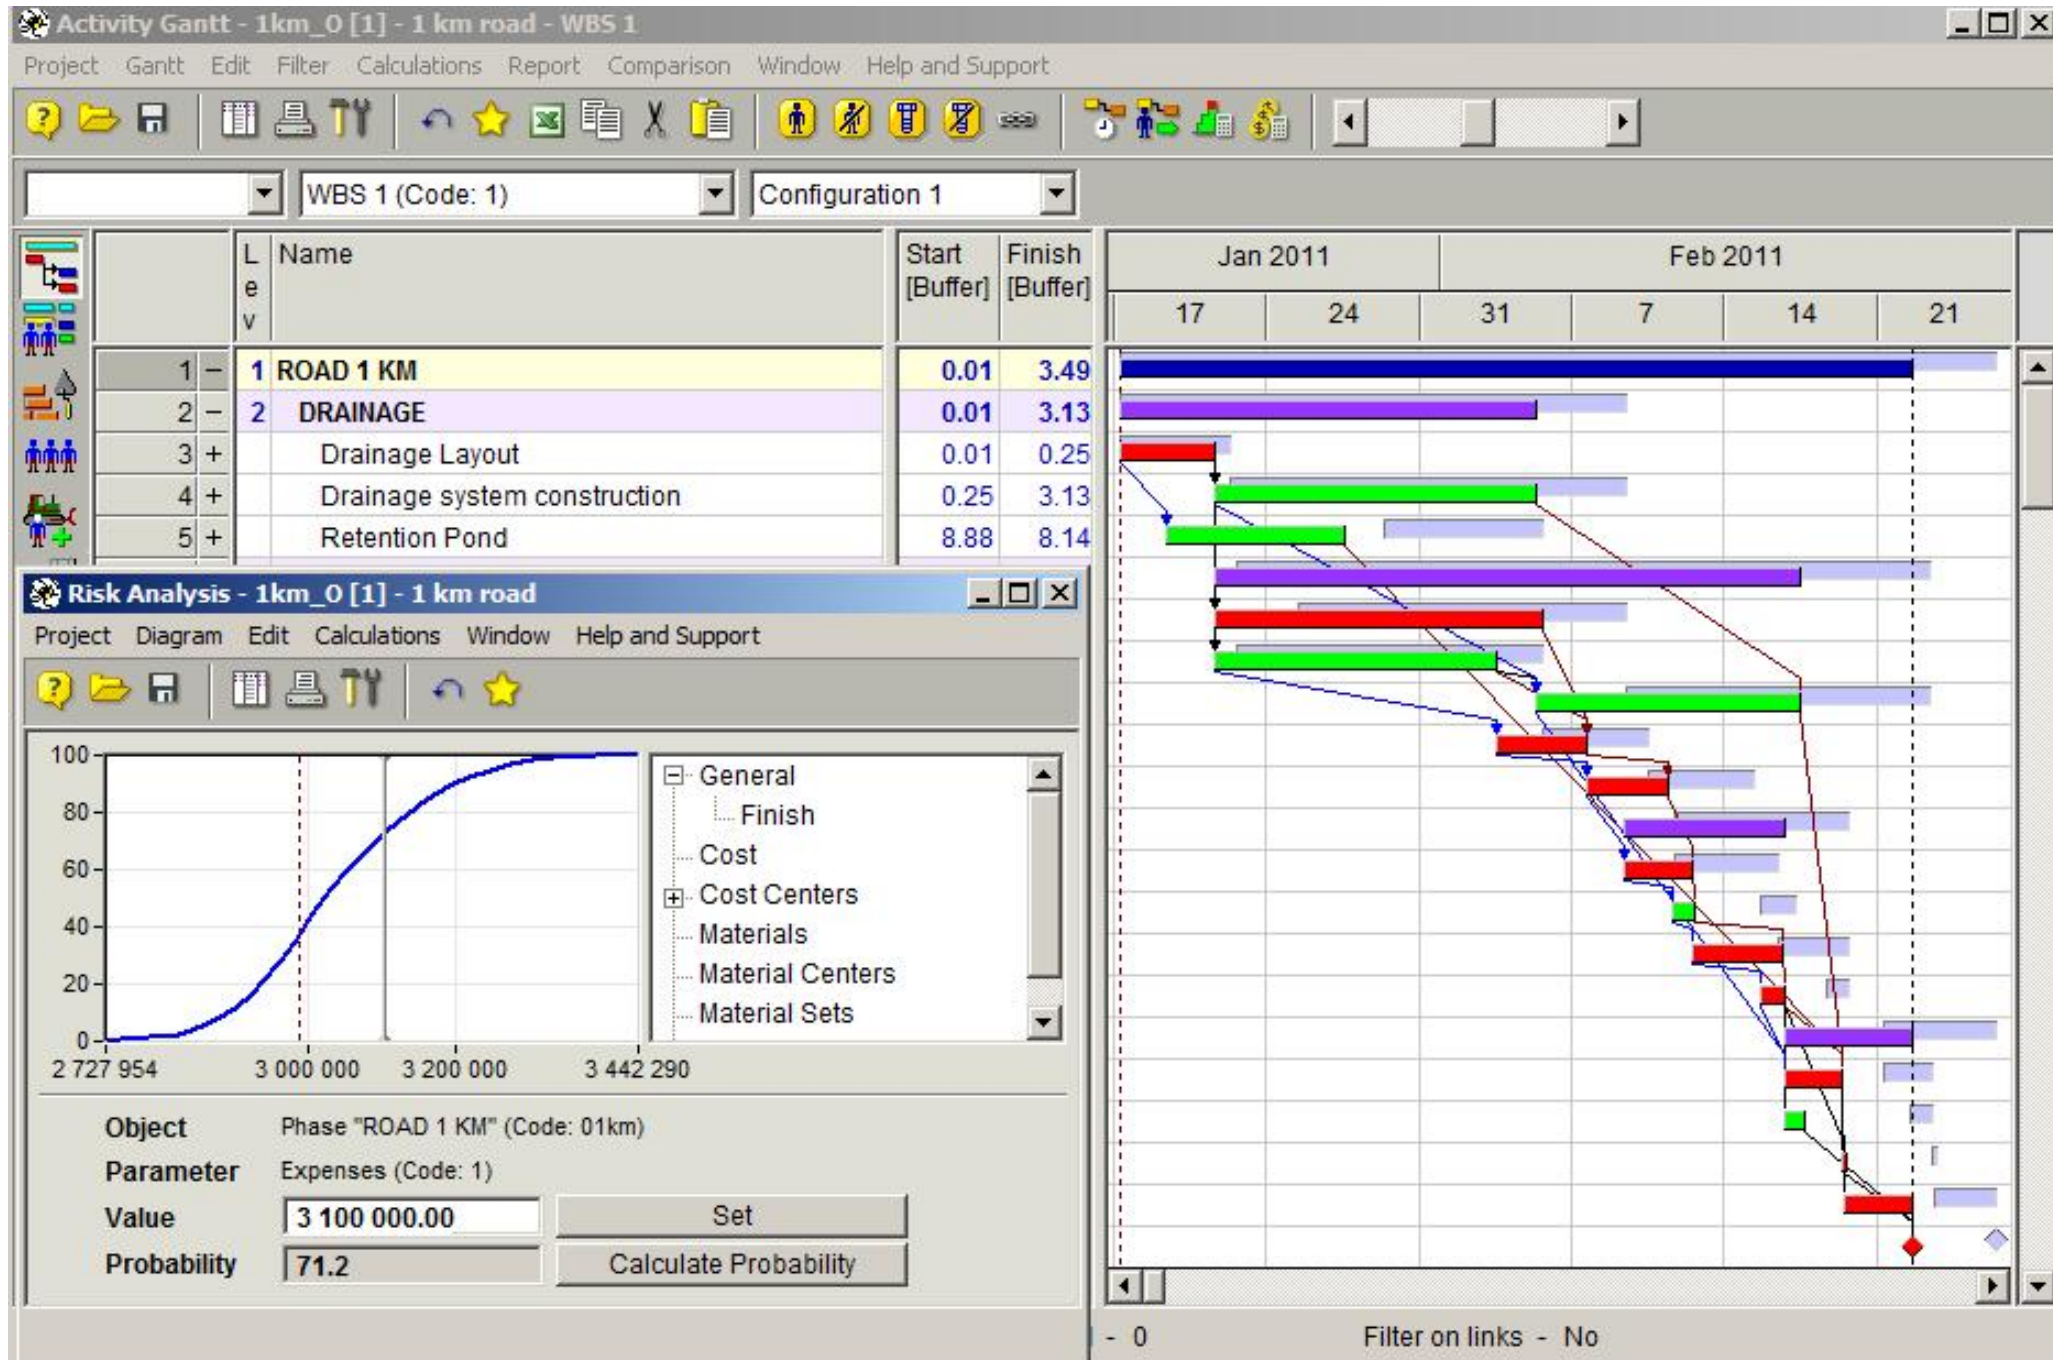 Activity Gantt - 1km_O [1] - 1 km road - WBS 1
Project Gantt Edit Filter Calculations Report Comparison Window Help and Support
WBS 1 (Code: 1) Configuration 1
Lev Name Start [Buffer] Finish [Buffer] Jan 2011 Feb 2011
17 24 31 7 14 21
1 − 1 ROAD 1 KM 0.01 3.49
2 − 2 DRAINAGE 0.01 3.13
3 + Drainage Layout 0.01 0.25
4 + Drainage system construction 0.25 3.13
5 + Retention Pond 8.88 8.14
Risk Analysis - 1km_O [1] - 1 km road
Project Diagram Edit Calculations Window Help and Support
100
80
60
40
20
0
2 727 954 3 000 000 3 200 000 3 442 290
General
Finish
Cost
Cost Centers
Materials
Material Centers
Material Sets
Object Phase "ROAD 1 KM" (Code: 01km)
Parameter Expenses (Code: 1)
Value 3 100 000.00 Set
Probability 71.2 Calculate Probability
- 0 Filter on links - No